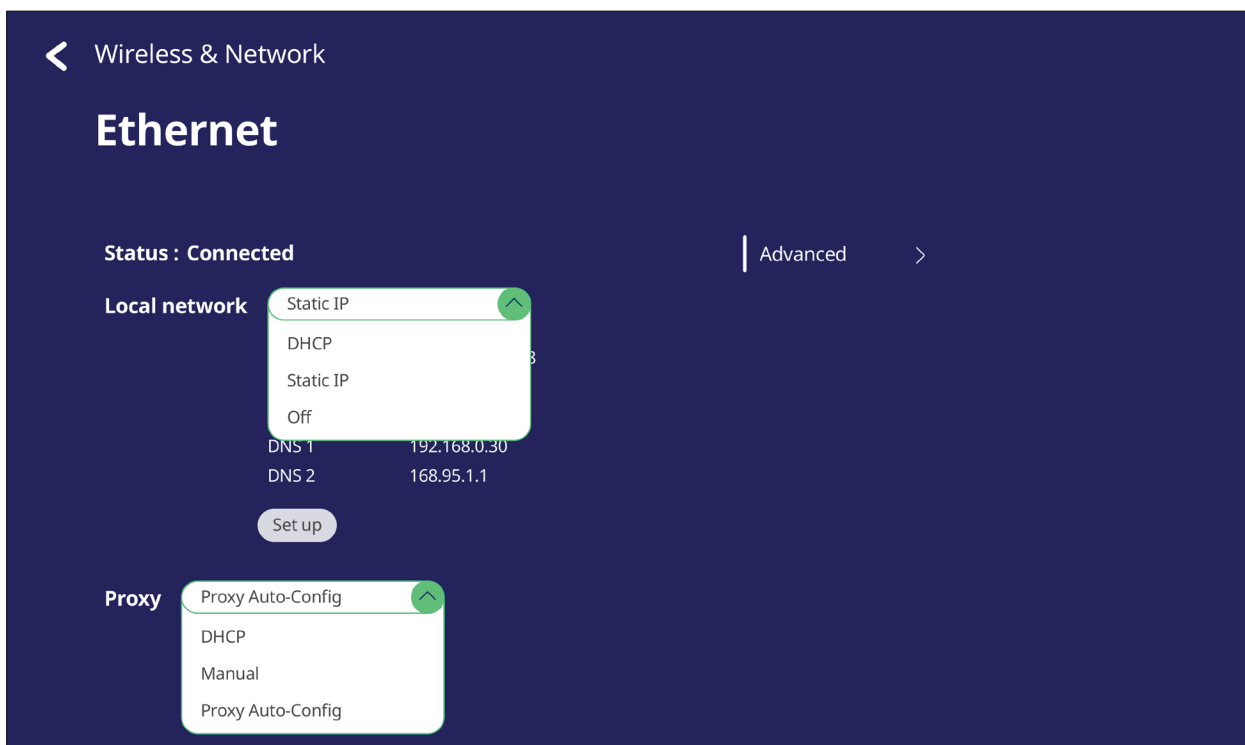 Wireless & Network
Ethernet
Status : Connected
Advanced
Local network Static IP
DHCP
Static IP
Off
DNS 1 192.168.0.30
DNS 2 168.95.1.1
Set up
Proxy Proxy Auto-Config
DHCP
Manual
Proxy Auto-Config